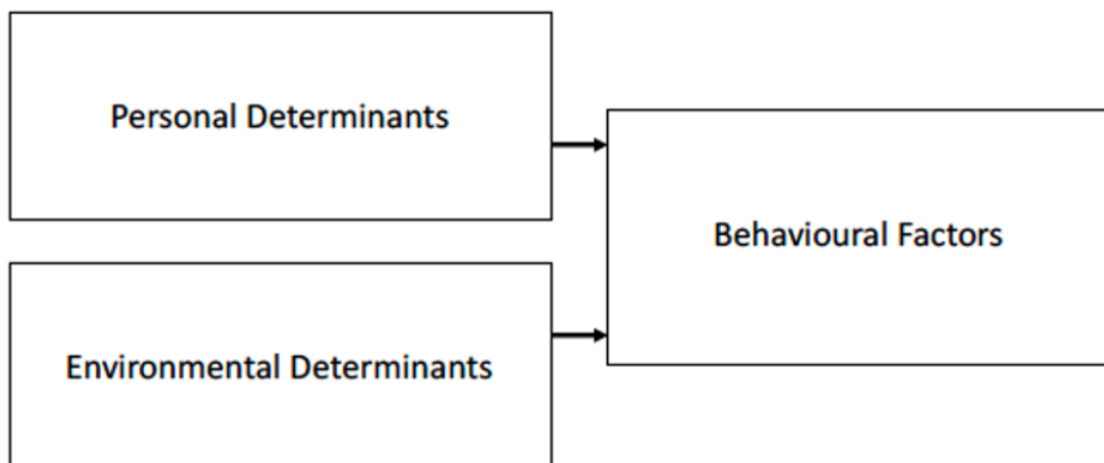 Personal Determinants
Behavioural Factors
Environmental Determinants